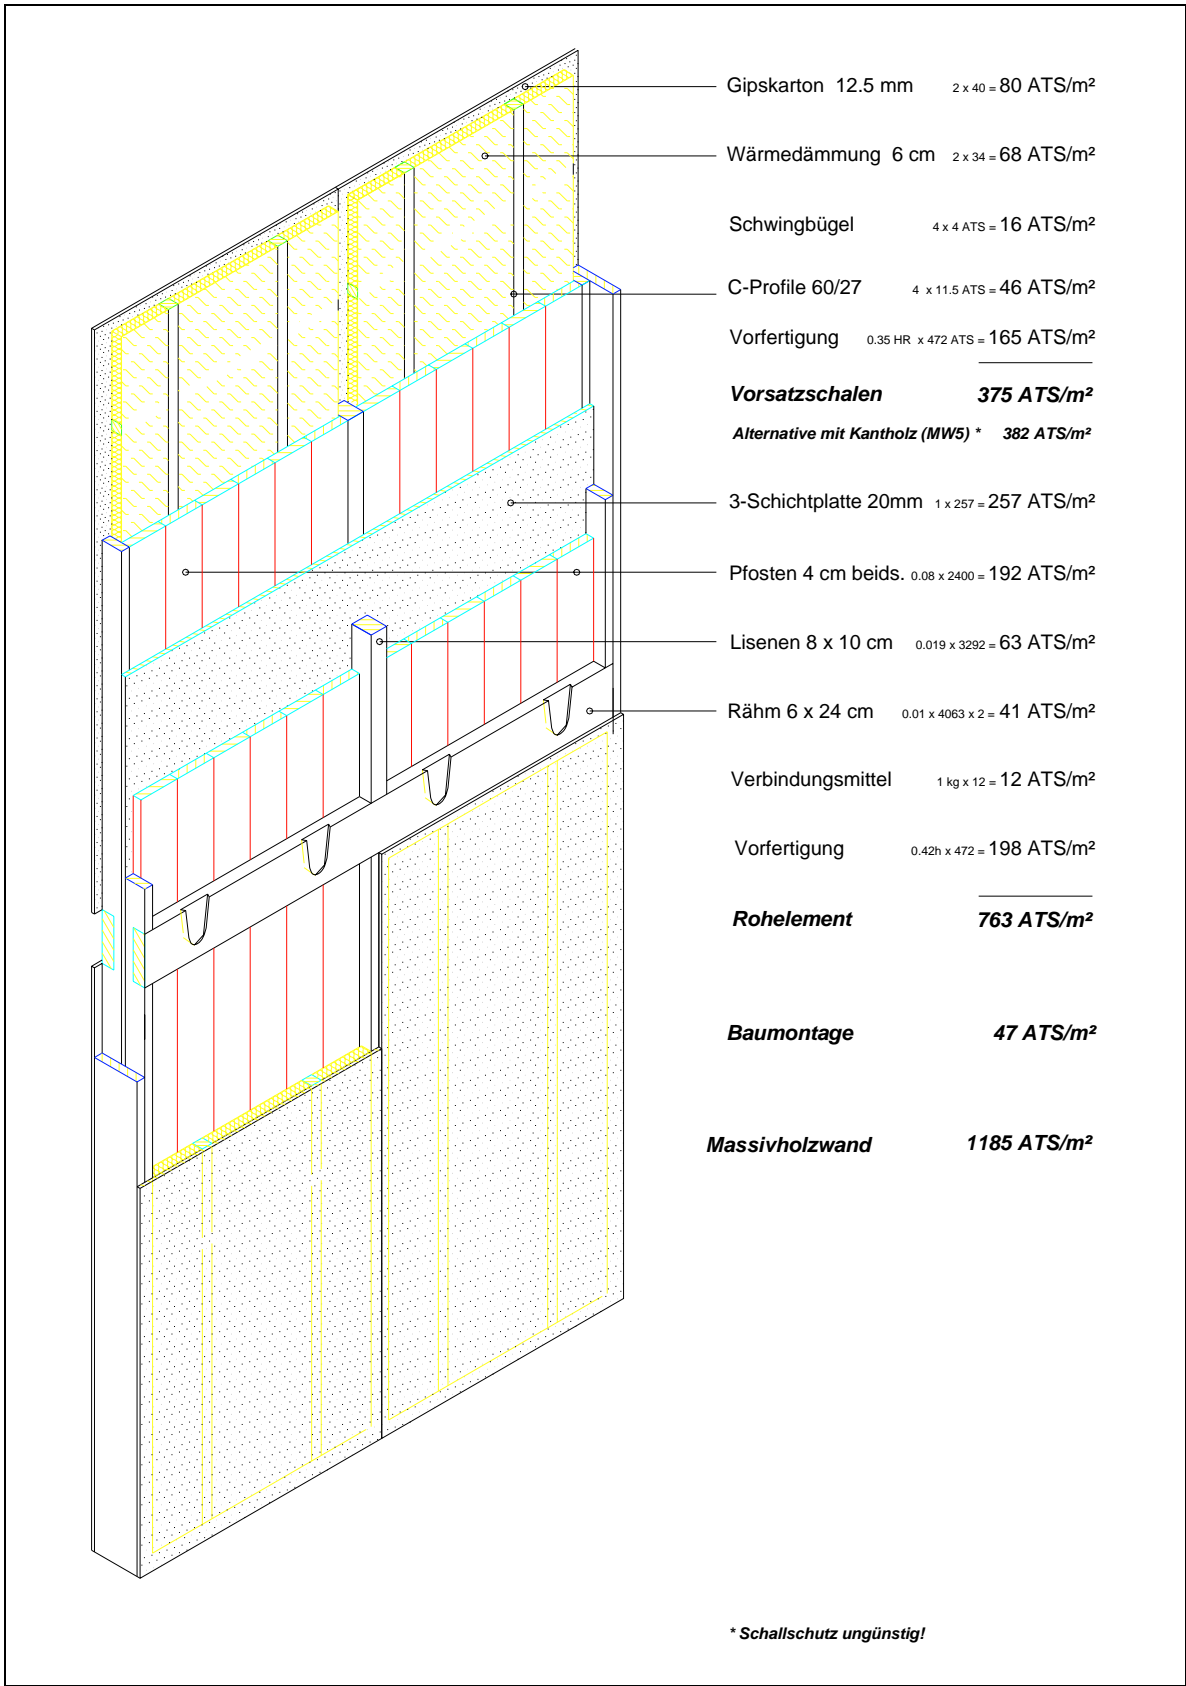 Gipskarton 12.5 mm 2 x 40 = 80 ATS/m²
Wärmedämmung 6 cm 2 x 34 = 68 ATS/m²
Schwingbügel 4 x 4 ATS = 16 ATS/m²
C-Profile 60/27 4 x 11.5 ATS = 46 ATS/m²
Vorfertigung 0.35 HR x 472 ATS = 165 ATS/m²
Vorsatzschalen 375 ATS/m²
Alternative mit Kantholz (MW5) * 382 ATS/m²
3-Schichtplatte 20mm 1 x 257 = 257 ATS/m²
Pfosten 4 cm beids. 0.08 x 2400 = 192 ATS/m²
Lisenen 8 x 10 cm 0.019 x 3292 = 63 ATS/m²
Rähm 6 x 24 cm 0.01 x 4063 x 2 = 41 ATS/m²
Verbindungsmittel 1 kg x 12 = 12 ATS/m²
Vorfertigung 0.42h x 472 = 198 ATS/m²
Rohelement 763 ATS/m²
Baumontage 47 ATS/m²
Massivholzwand 1185 ATS/m²
* Schallschutz ungünstig!